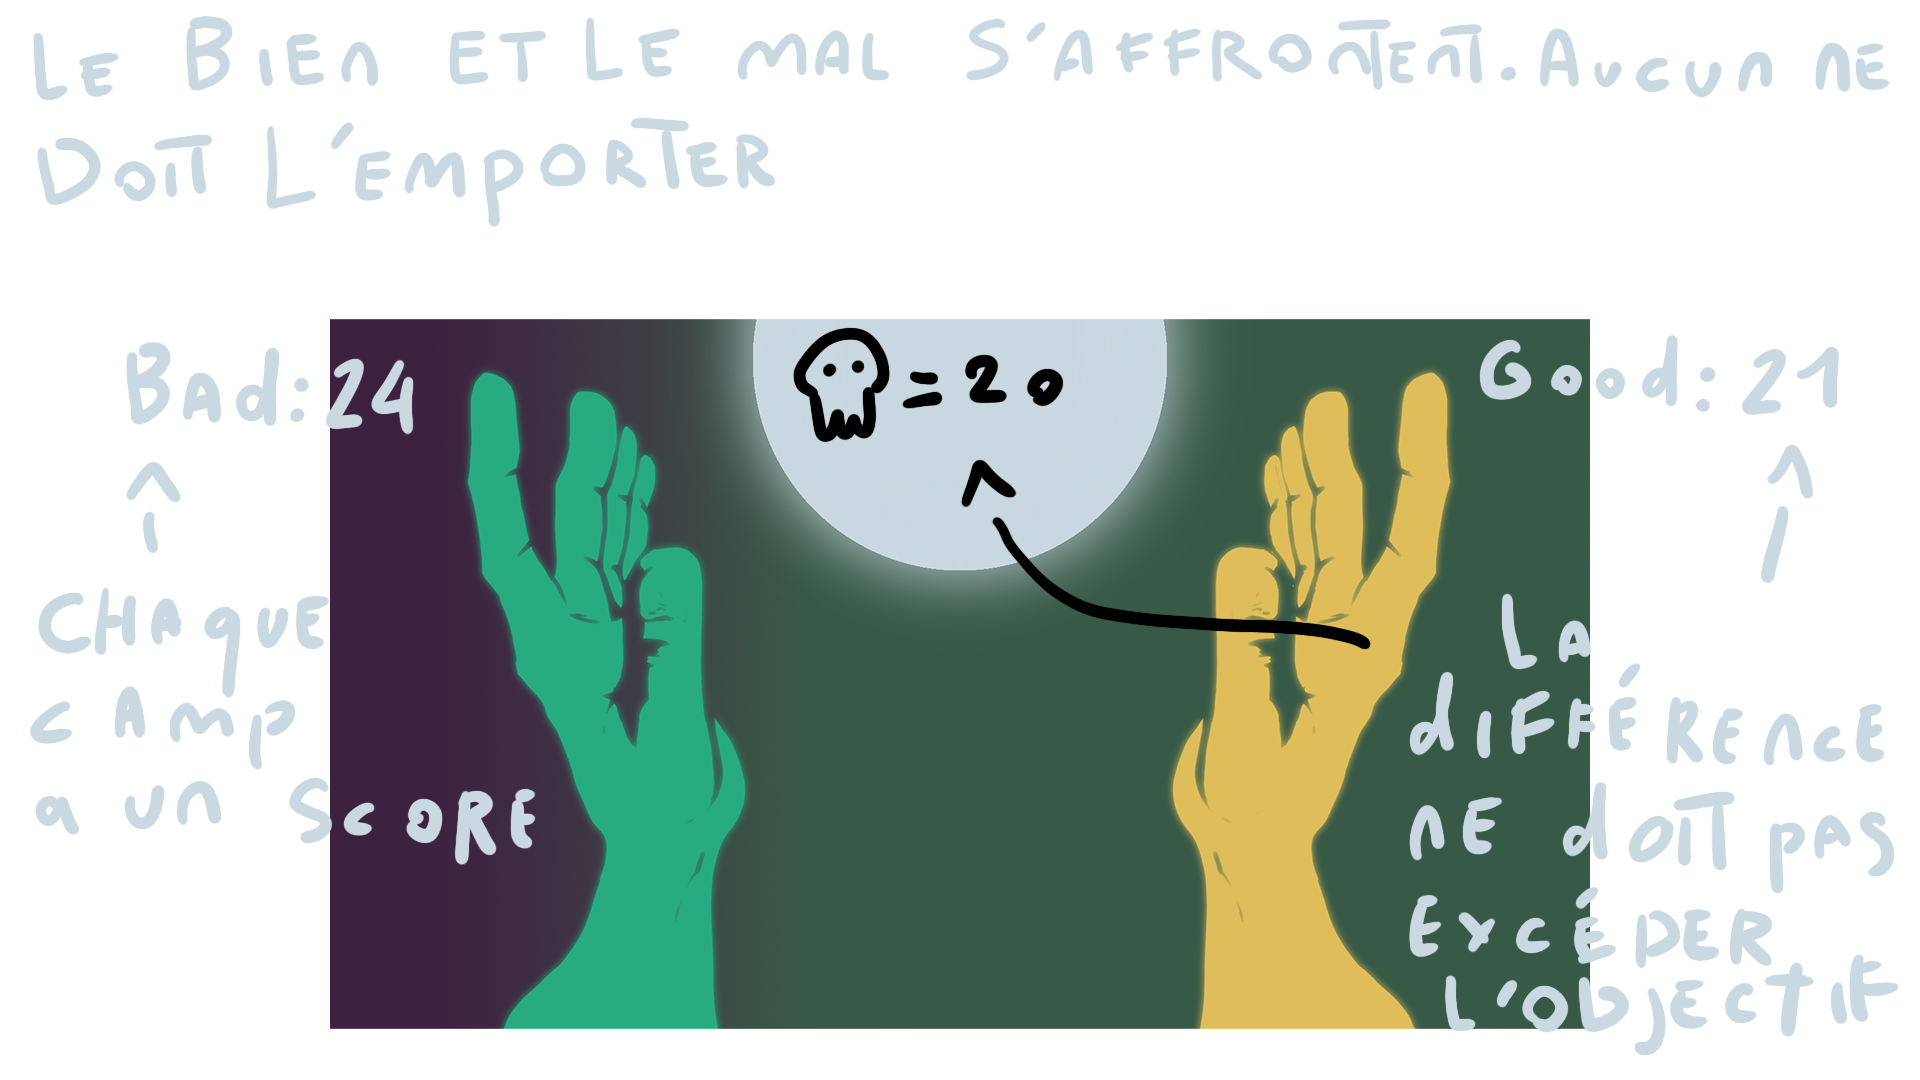 LE BIEN ET LE MAL S'AFFRONTENT. AUCUN NE
DOIT L'EMPORTER
= 20
BAd: 24
Good: 21
CHAqUE
CAMP
a UN SCORE
LA
dIFFÉRENCE
NE dOIT PAS
EXCÉDER
L'ObJECTIF